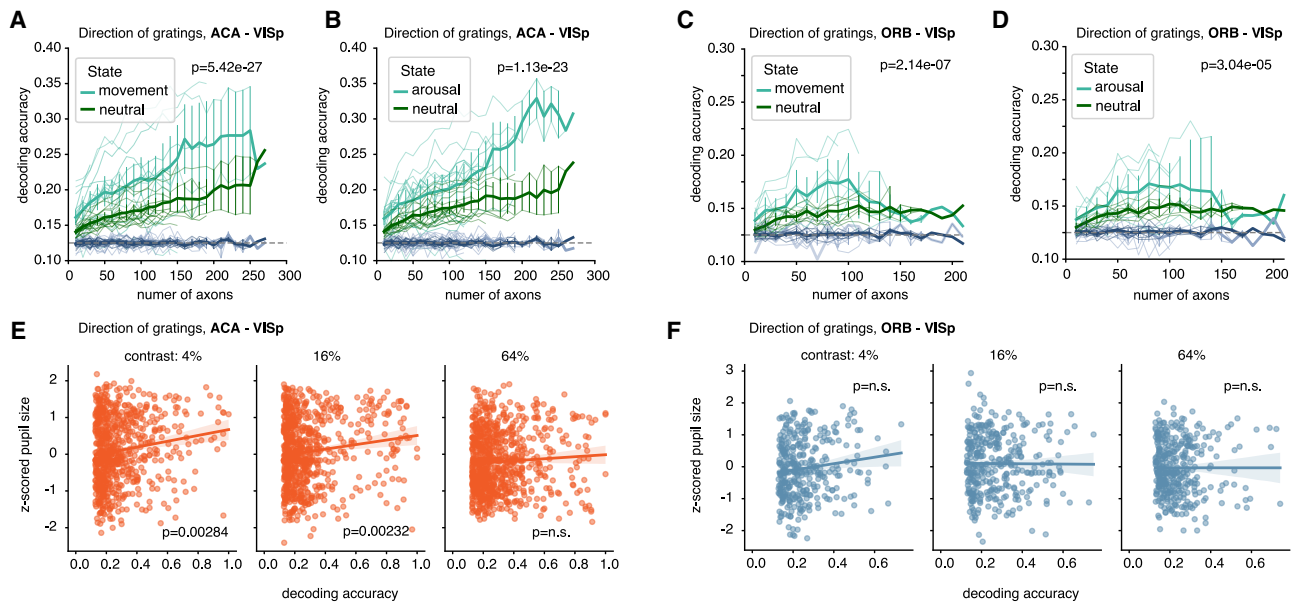 A
Direction of gratings, ACA - VISp
0.40
0.35
0.30
0.25
0.20
0.15
0.10
decoding accuracy
State
movement
neutral
p=5.42e-27
0
50
100
150
200
250
300
numer of axons
B
Direction of gratings, ACA - VISp
0.40
0.35
0.30
0.25
0.20
0.15
0.10
decoding accuracy
State
arousal
neutral
p=1.13e-23
0
50
100
150
200
250
300
numer of axons
C
Direction of gratings, ORB - VISp
0.30
0.25
0.20
0.15
0.10
decoding accuracy
State
movement
neutral
p=2.14e-07
0
50
100
150
200
numer of axons
D
Direction of gratings, ORB - VISp
0.30
0.25
0.20
0.15
0.10
decoding accuracy
State
arousal
neutral
p=3.04e-05
0
50
100
150
200
numer of axons
E
Direction of gratings, ACA - VISp
contrast: 4%
16%
64%
2
1
0
-1
-2
z-scored pupil size
p=0.00284
p=0.00232
p=n.s.
0.0
0.2
0.4
0.6
0.8
1.0
0.0
0.2
0.4
0.6
0.8
1.0
0.0
0.2
0.4
0.6
0.8
1.0
decoding accuracy
F
Direction of gratings, ORB - VISp
contrast: 4%
16%
64%
3
2
1
0
-1
-2
z-scored pupil size
p=n.s.
p=n.s.
p=n.s.
0.0
0.2
0.4
0.6
0.8
0.0
0.2
0.4
0.6
0.8
0.0
0.2
0.4
0.6
0.8
decoding accuracy